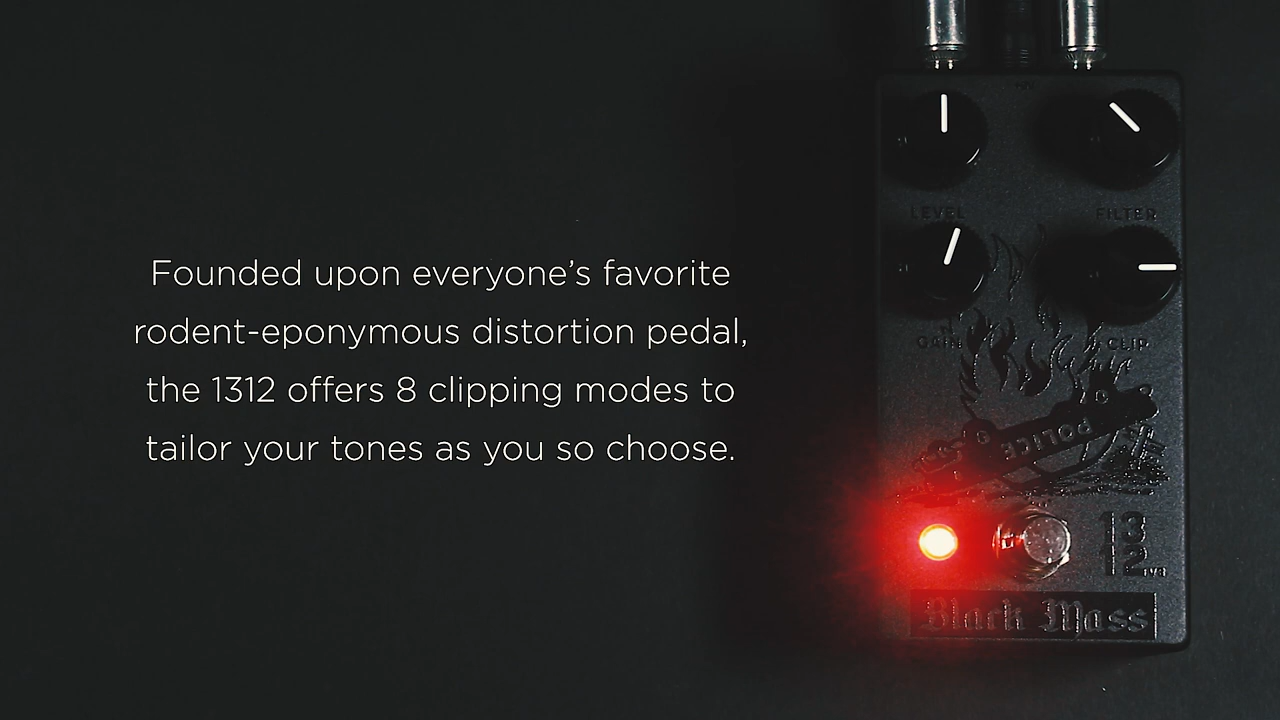 Founded upon everyone’s favorite
rodent-eponymous distortion pedal,
the 1312 offers 8 clipping modes to
tailor your tones as you so choose.
LEVEL
FILTER
GAIN
CLIP
POLICE
13
12
Black Mass